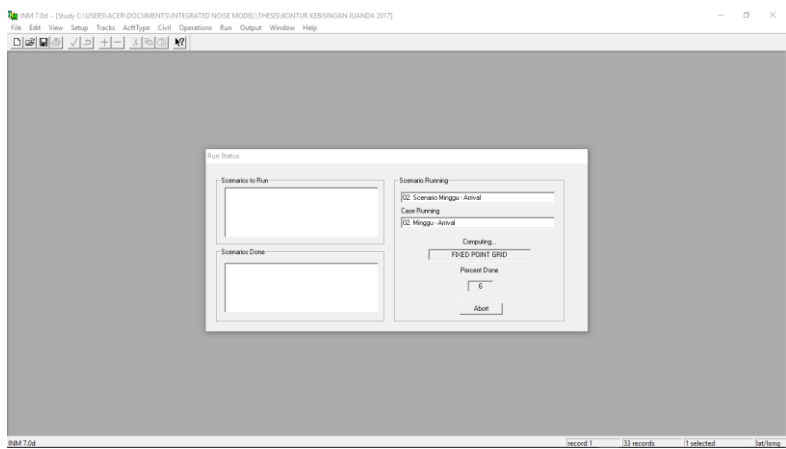 INM 7.0d - [Study C:\USERS\ACER\DOCUMENTS\INTEGRATED NOISE MODEL\THESIS\KONTUR KEBISINGAN JUANDA 2017]
File Edit View Setup Tracks AcftType Civil Operations Run Output Window Help
Run Status
Scenarios to Run
Scenarios Done
Scenario Running
02. Scenario Minggu - Arrival
Case Running
02. Minggu - Arrival
Computing...
FIXED POINT GRID
Percent Done
6
Abort
INM 7.0d record 1 33 records 1 selected lat/long